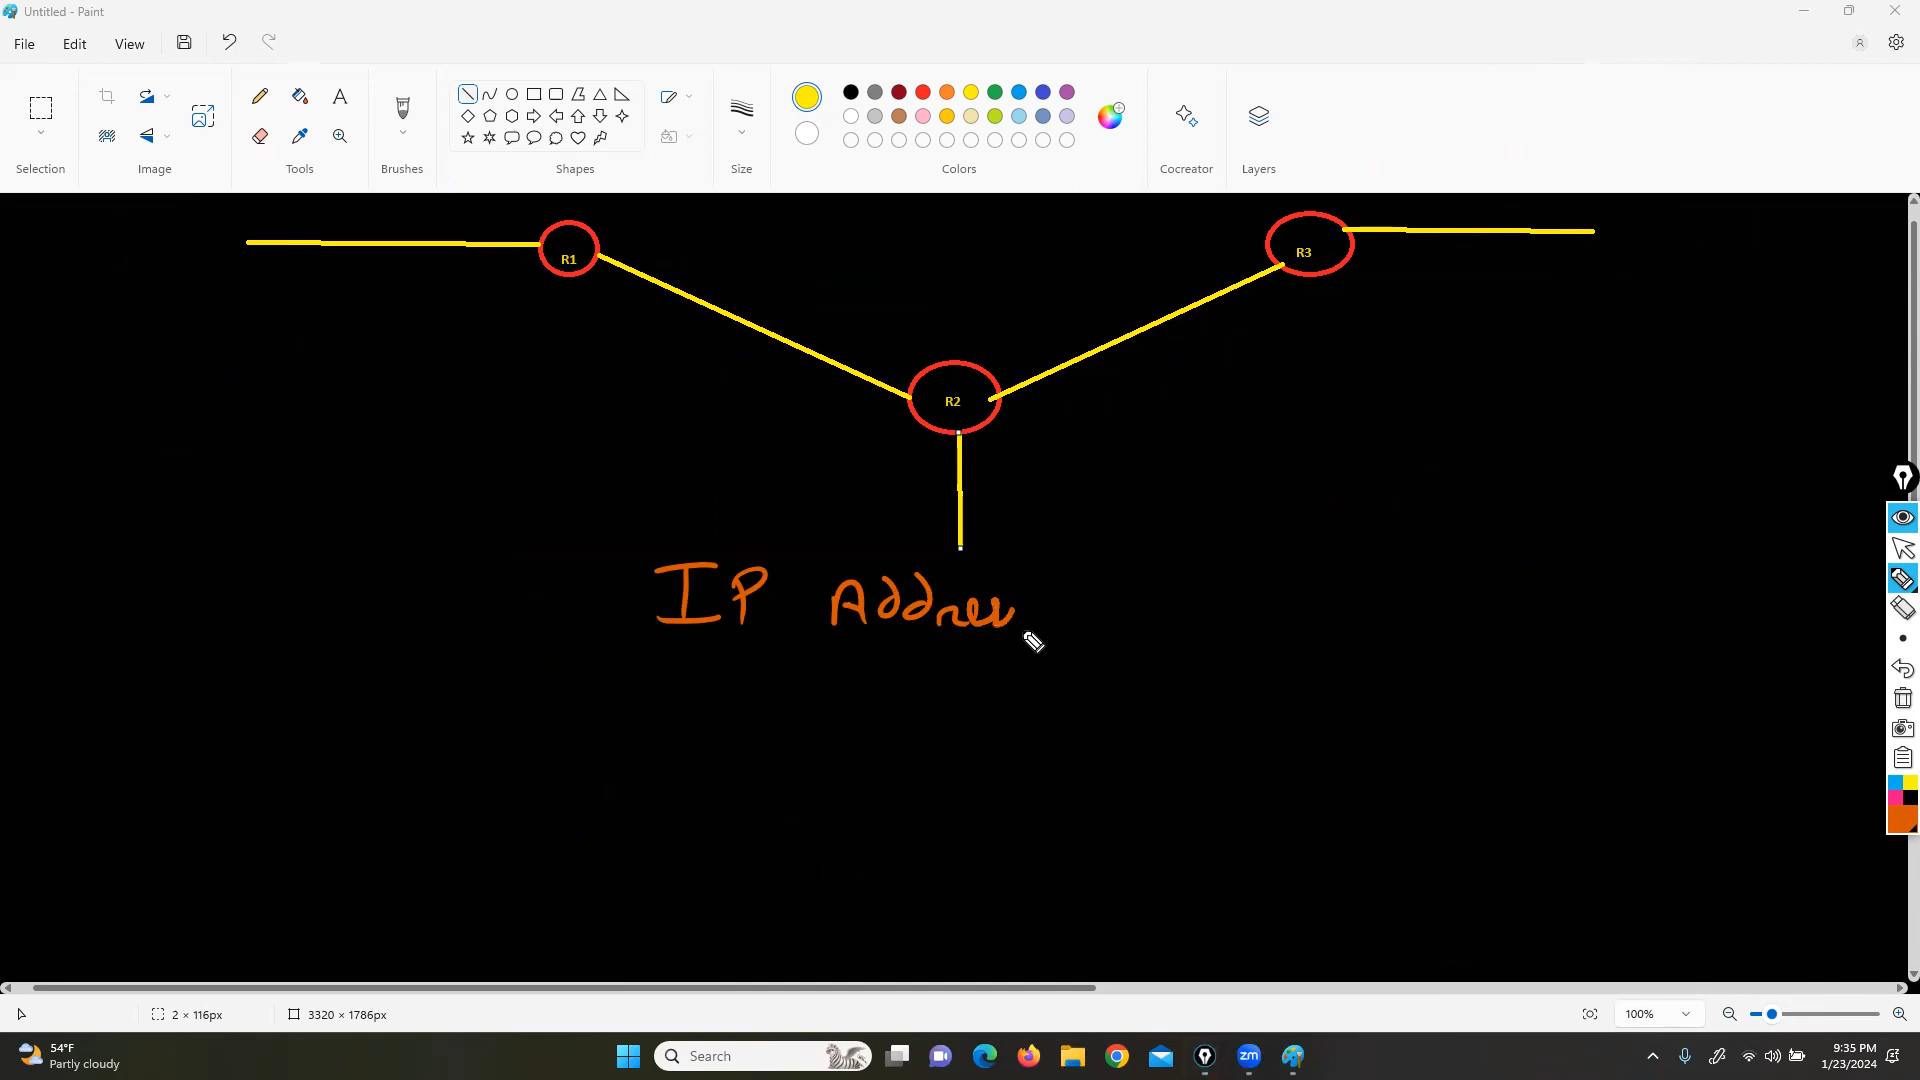 Untitled - Paint
File Edit View
Selection Image Tools Brushes Shapes Size Colors Cocreator Layers
R1 R3
R2
IP Addres
2 × 116px 3320 × 1786px 100%
54°F
Partly cloudy
Search
zm
9:35 PM
1/23/2024